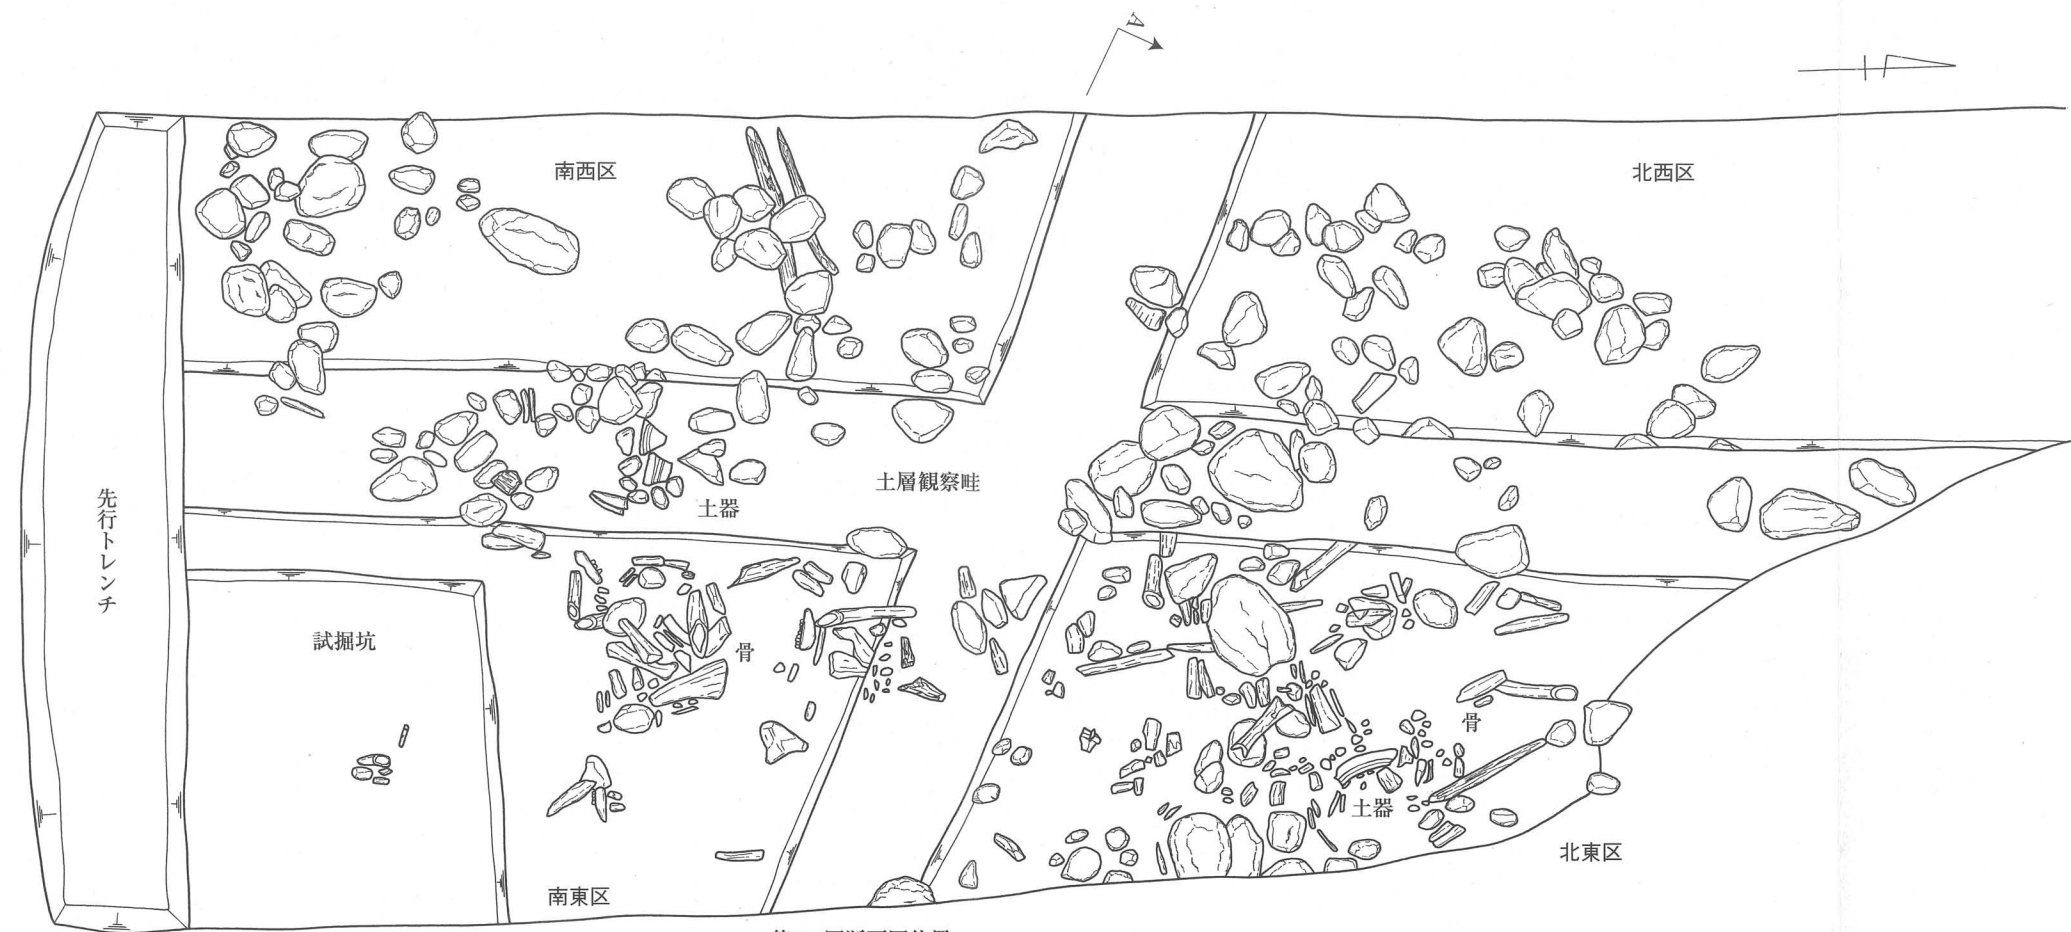 A
南西区
北西区
土層観察畦
土器
先行トレンチ
試掘坑
骨
骨
土器
北東区
南東区